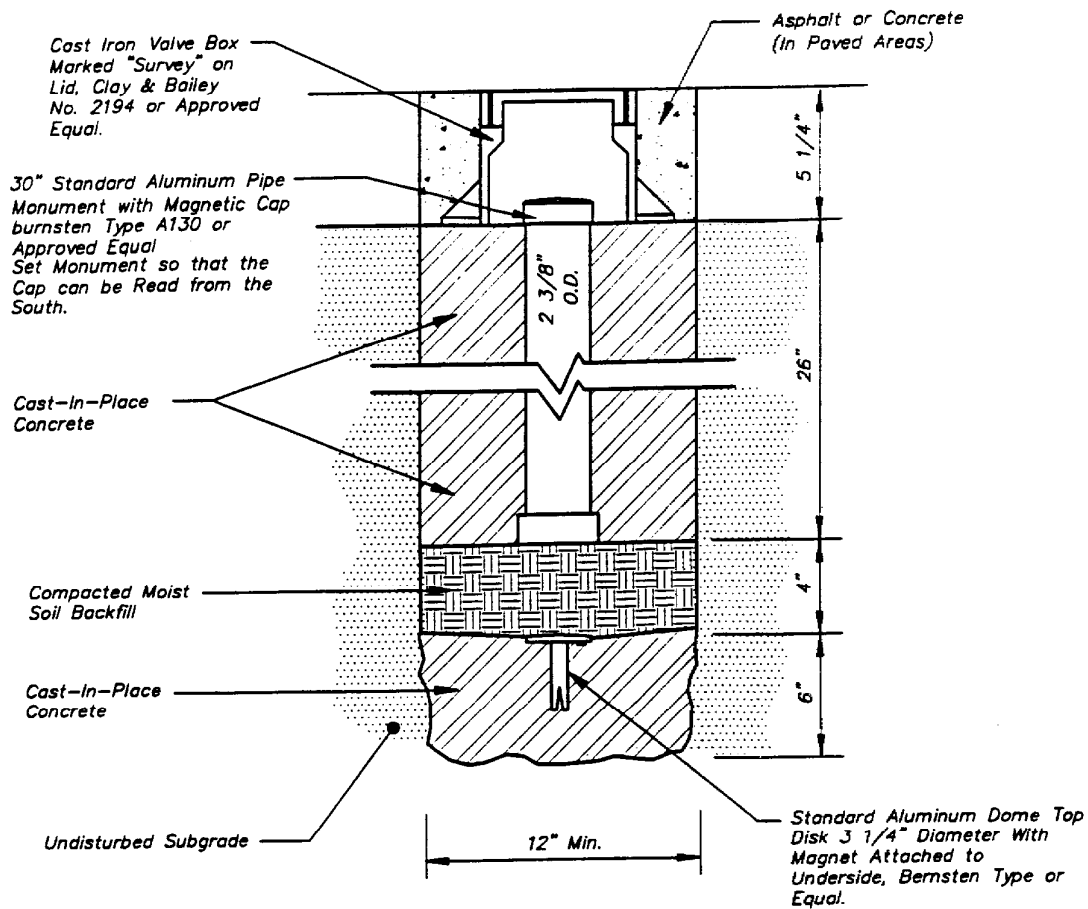 Cast Iron Valve Box
Marked "Survey" on
Lid, Clay & Bailey
No. 2194 or Approved
Equal.
Asphalt or Concrete
(In Paved Areas)
5 1/4"
30" Standard Aluminum Pipe
Monument with Magnetic Cap
burnsten Type A130 or
Approved Equal
Set Monument so that the
Cap can be Read from the
South.
2 3/8"
O.D.
26"
Cast-In-Place
Concrete
Compacted Moist
Soil Backfill
4"
Cast-In-Place
Concrete
6"
Undisturbed Subgrade
12" Min.
Standard Aluminum Dome Top
Disk 3 1/4" Diameter With
Magnet Attached to
Underside, Bernsten Type or
Equal.